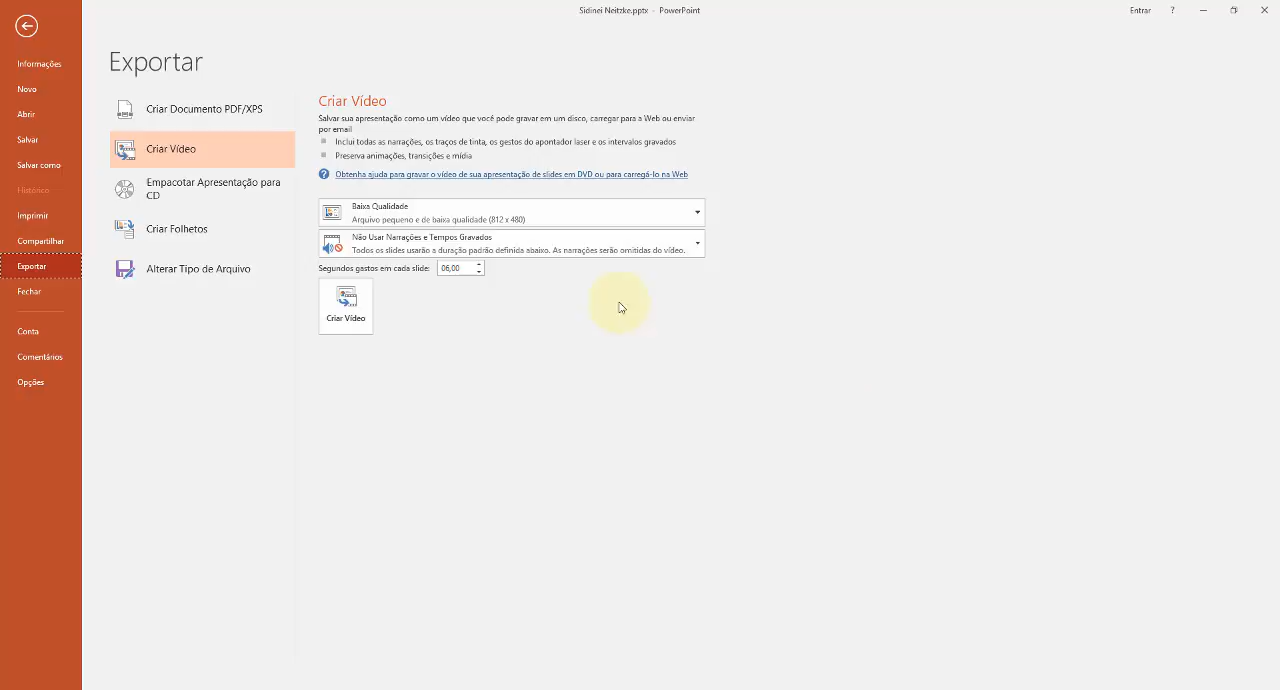 Sidinei Neitzke.pptx - PowerPoint
Entrar
?
Informações
Novo
Abrir
Salvar
Salvar como
Histórico
Imprimir
Compartilhar
Exportar
Fechar
Conta
Comentários
Opções
Exportar
Criar Documento PDF/XPS
Criar Vídeo
Empacotar Apresentação para
CD
Criar Folhetos
Alterar Tipo de Arquivo
Criar Vídeo
Salvar sua apresentação como um vídeo que você pode gravar em um disco, carregar para a Web ou enviar
por email
Inclui todas as narrações, os traços de tinta, os gestos do apontador laser e os intervalos gravados
Preserva animações, transições e mídia
Obtenha ajuda para gravar o vídeo de sua apresentação de slides em DVD ou para carregá-lo na Web
Baixa Qualidade
Arquivo pequeno e de baixa qualidade (812 x 480)
Não Usar Narrações e Tempos Gravados
Todos os slides usarão a duração padrão definida abaixo. As narrações serão omitidas do vídeo.
Segundos gastos em cada slide: 06,00
Criar Vídeo